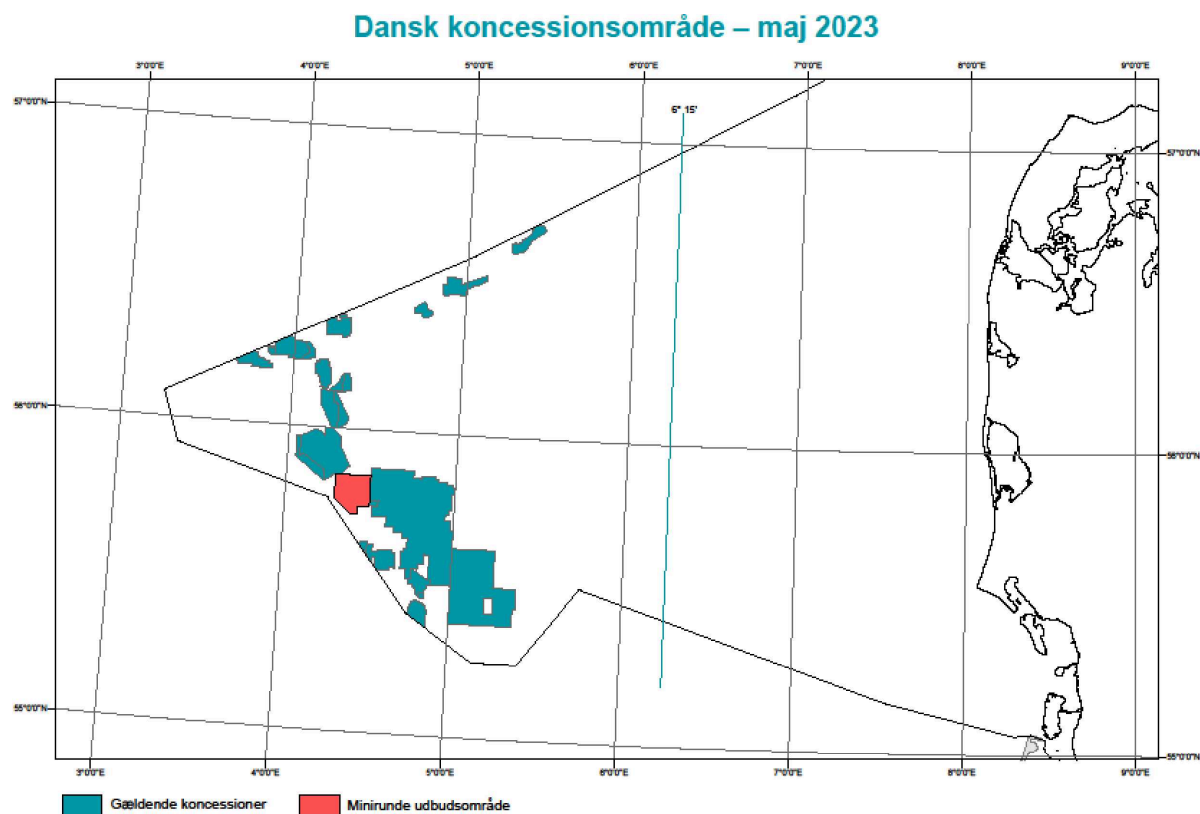 Dansk koncessionsområde – maj 2023
3°0'0"E 4°0'0"E 5°0'0"E 6°0'0"E 7°0'0"E 8°0'0"E 9°0'0"E
57°0'0"N
6° 15'
57°0'0"N
56°0'0"N
56°0'0"N
55°0'0"N
55°0'0"N
3°0'0"E 4°0'0"E 5°0'0"E 6°0'0"E 7°0'0"E 8°0'0"E 9°0'0"E
Gældende koncessioner Minirunde udbudsområde